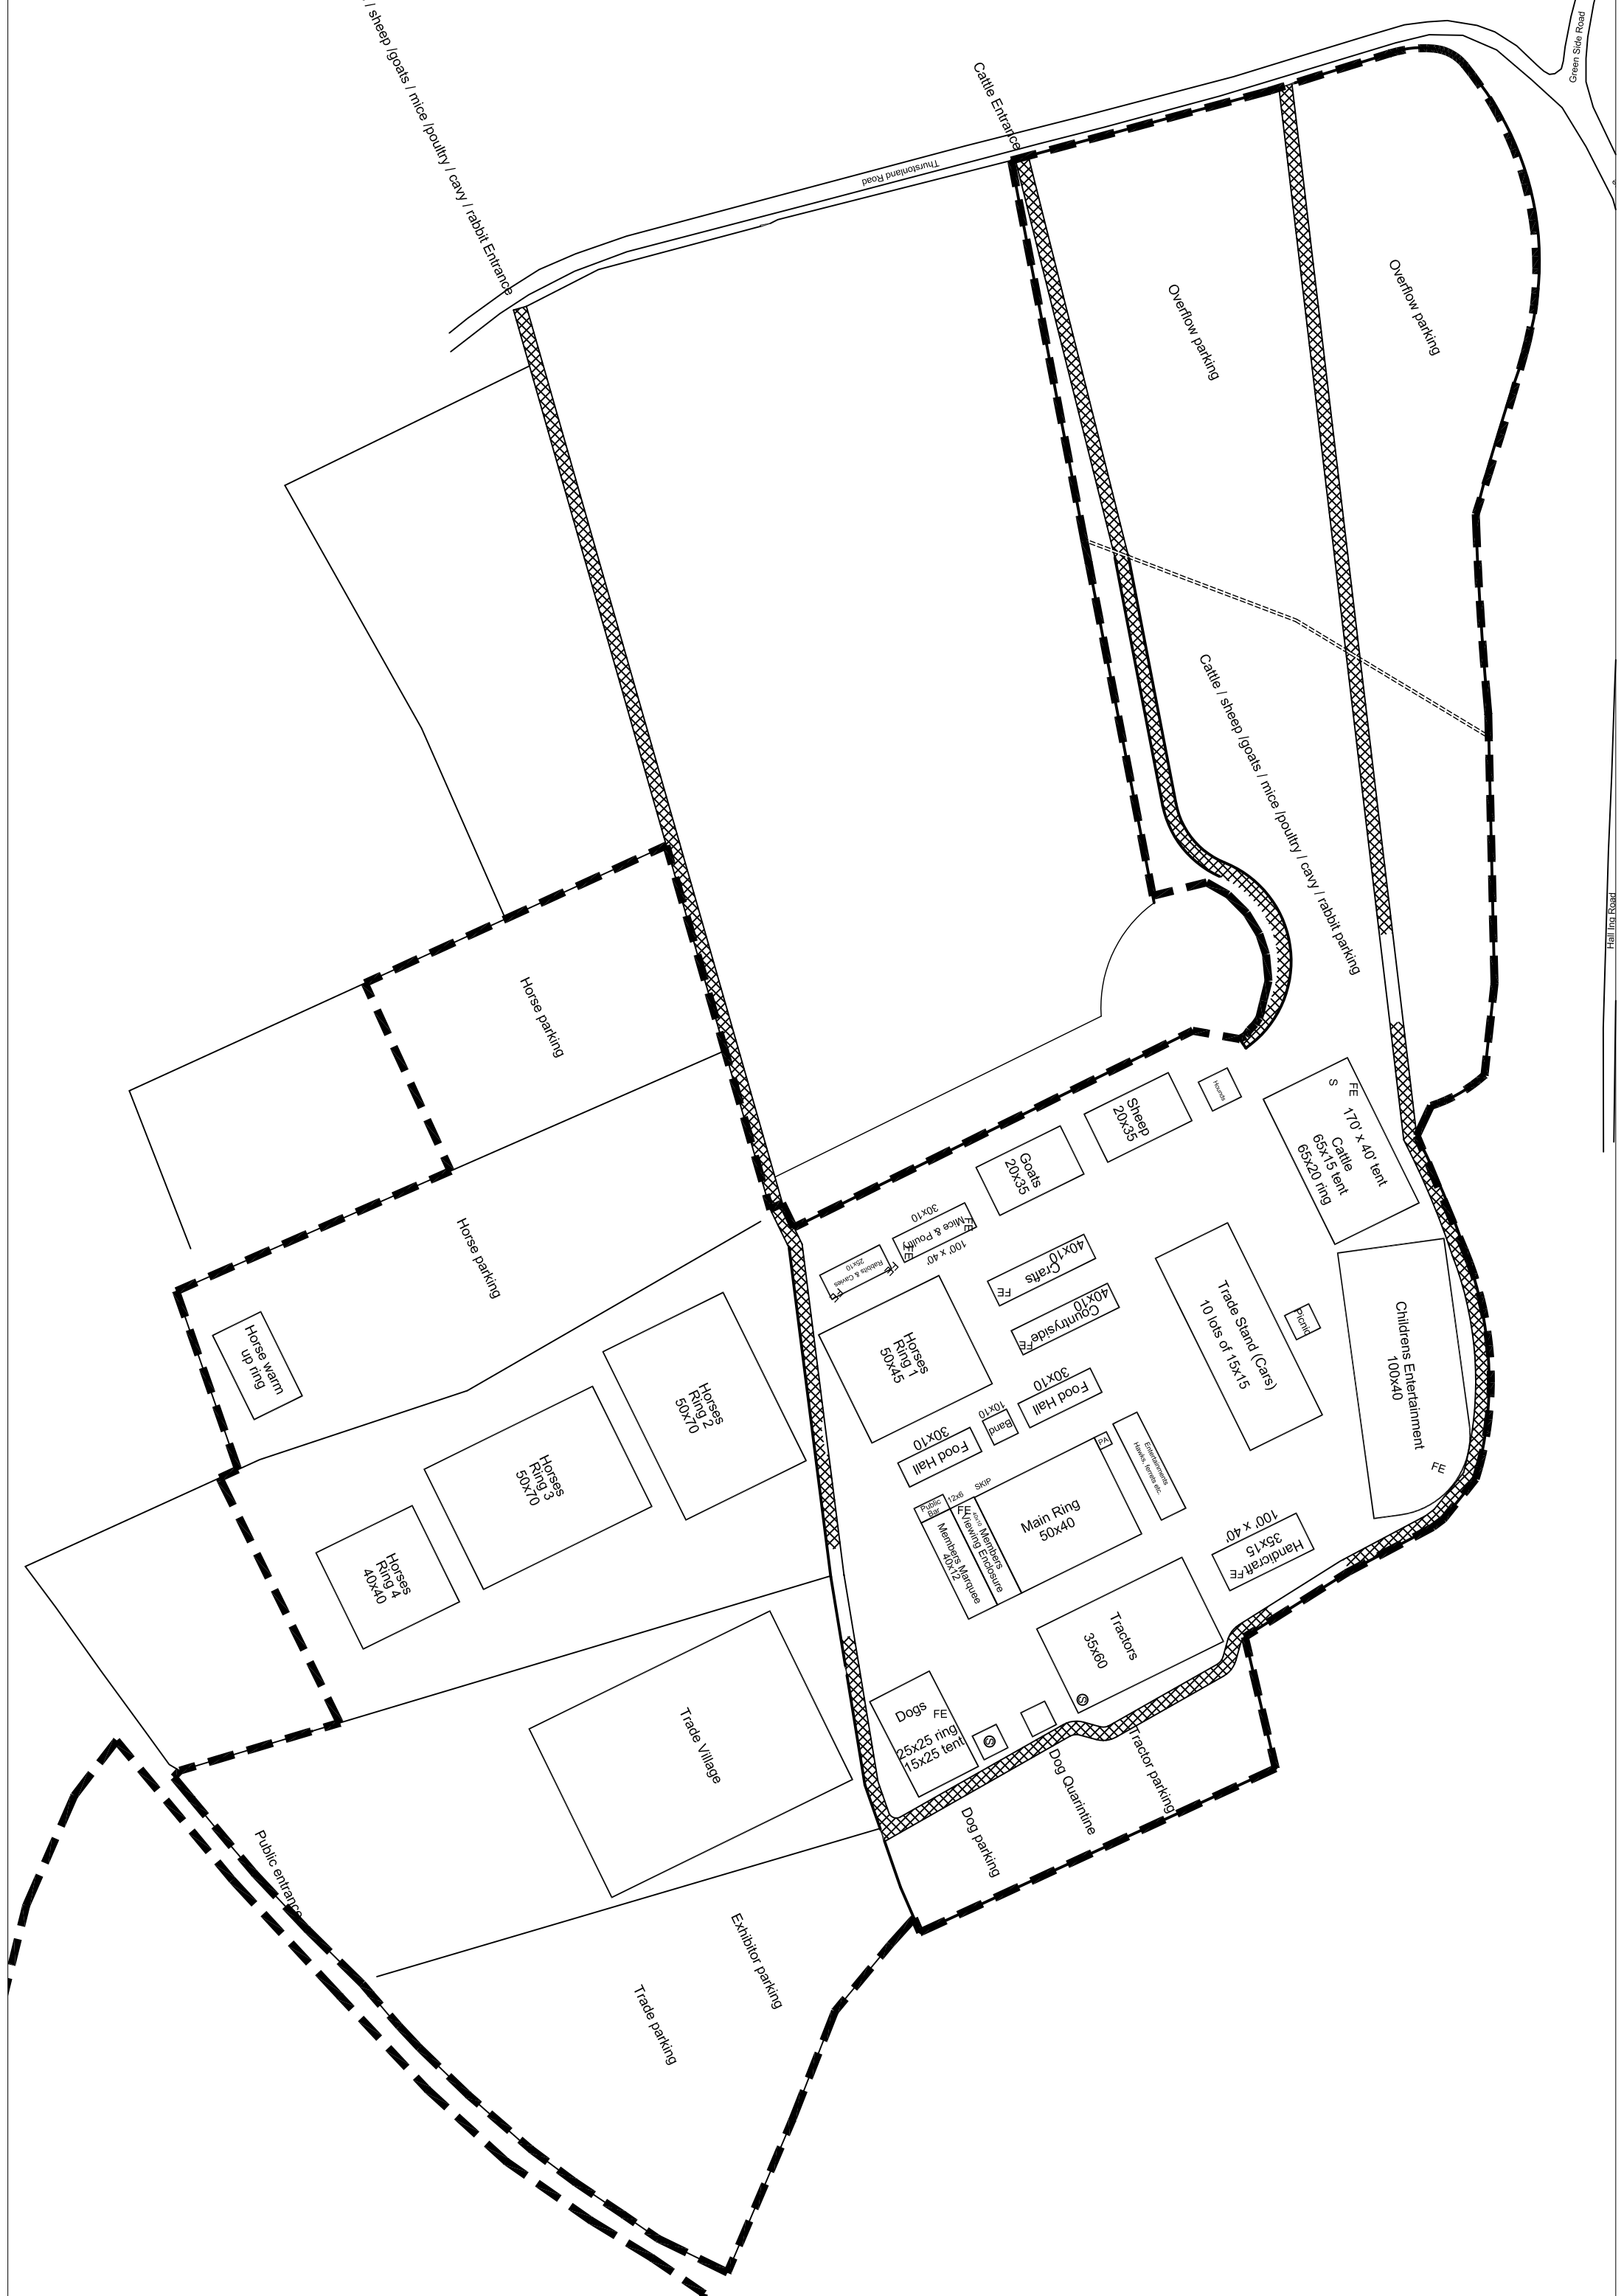 / sheep /goats / mice /poultry / cavy / rabbit Entrance
Cattle Entrance
Green Side Road
Thurstonland Road
Overflow parking
Overflow parking
Cattle / sheep /goats / mice /poultry / cavy / rabbit parking
Hall Ing Road
Horse parking
Horse parking
Horse warm
up ring
Hounds
Sheep
20x35
Goats
20x35
FE
S
170' x 40' tent
Cattle
65x15 tent
65x20 ring
30x10
Mice & Poultry
FE
FE
100' x 40'
Rabbits & Cavies
25x10
FE
FE
40x10
Crafts
FE
40x10
Countryside
FE
Trade Stand (Cars)
10 lots of 15x15
Picnic
Childrens Entertainment
100x40
FE
Horses
Ring 1
50x45
Horses
Ring 2
50x70
Horses
Ring 3
50x70
Horses
Ring 4
40x40
30x10
Food Hall
10x10
Band
30x10
Food Hall
PA
Entertainments
Hawks, ferrets etc.
Public
Bar
12x6
SKIP
FE
40x10
Members
Viewing Enclosure
Members Marquee
40x12
Main Ring
50x40
100' x 40'
35x15
Handicraft
FE
Tractors
35x60
S
Dogs
FE
25x25 ring
15x25 tent
S
Trade Village
Dog parking
Dog Quarintine
Tractor parking
Public entrance
Exhibitor parking
Trade parking